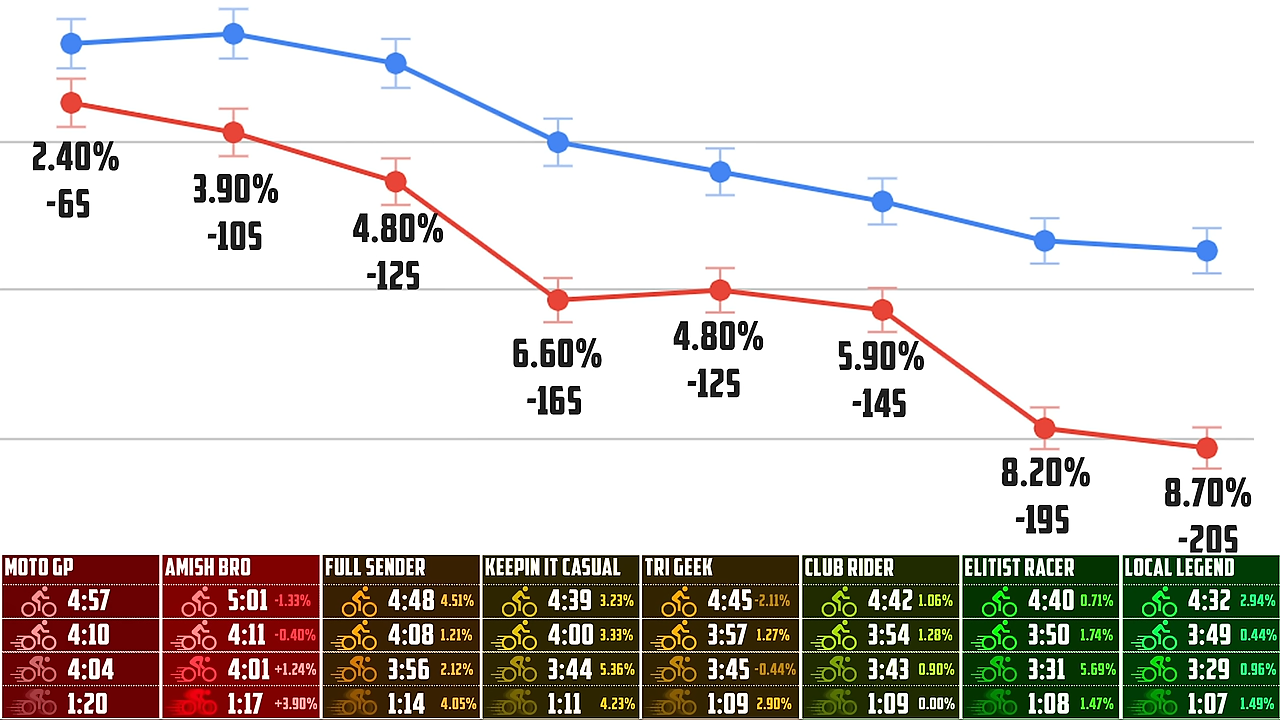 2.40%
-6S
3.90%
-10S
4.80%
-12S
6.60%
-16S
4.80%
-12S
5.90%
-14S
8.20%
-19S
8.70%
-20S
MOTO GP AMISH BRO FULL SENDER KEEPIN IT CASUAL TRI GEEK CLUB RIDER ELITIST RACER LOCAL LEGEND
4:57 5:01 -1.33% 4:48 4.51% 4:39 3.23% 4:45 -2.11% 4:42 1.06% 4:40 0.71% 4:32 2.94%
4:10 4:11 -0.40% 4:08 1.21% 4:00 3.33% 3:57 1.27% 3:54 1.28% 3:50 1.74% 3:49 0.44%
4:04 4:01 +1.24% 3:56 2.12% 3:44 5.36% 3:45 -0.44% 3:43 0.90% 3:31 5.69% 3:29 0.96%
1:20 1:17 +3.90% 1:14 4.05% 1:11 4.23% 1:09 2.90% 1:09 0.00% 1:08 1.47% 1:07 1.49%